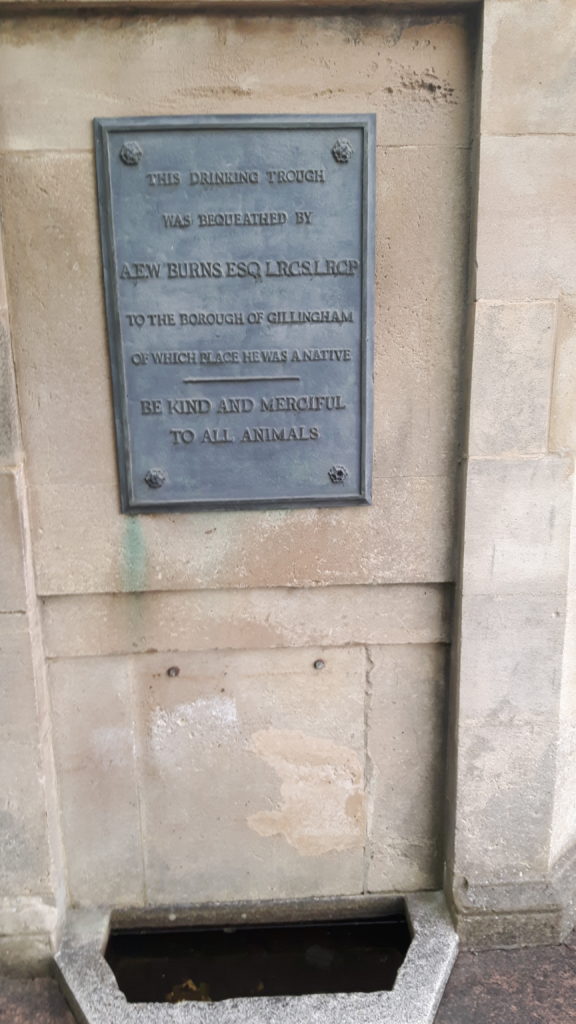 THIS DRINKING TROUGH
WAS BEQUEATHED BY
A.E.W BURNS ESQ. L.R.C.S. L.R.C.P
TO THE BOROUGH OF GILLINGHAM
OF WHICH PLACE HE WAS A NATIVE
BE KIND AND MERCIFUL
TO ALL ANIMALS